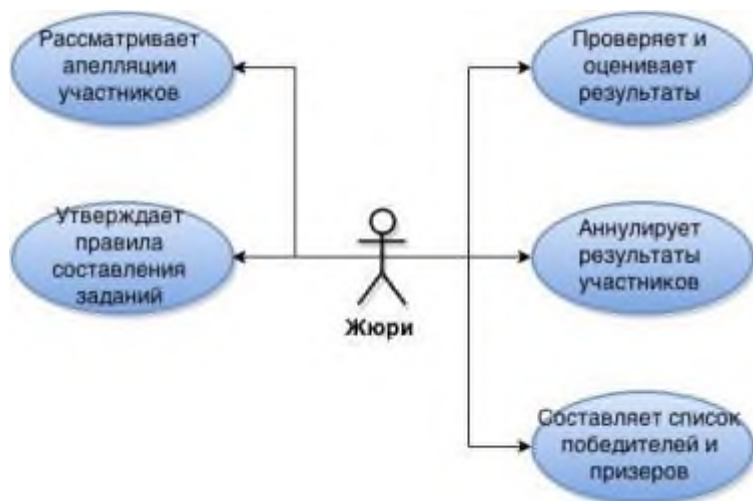 Рассматривает
апелляции
участников
Проверяет и
оценивает
результаты
Утверждает
правила
составления
заданий
Аннулирует
результаты
участников
Жюри
Составляет список
победителей и
призеров